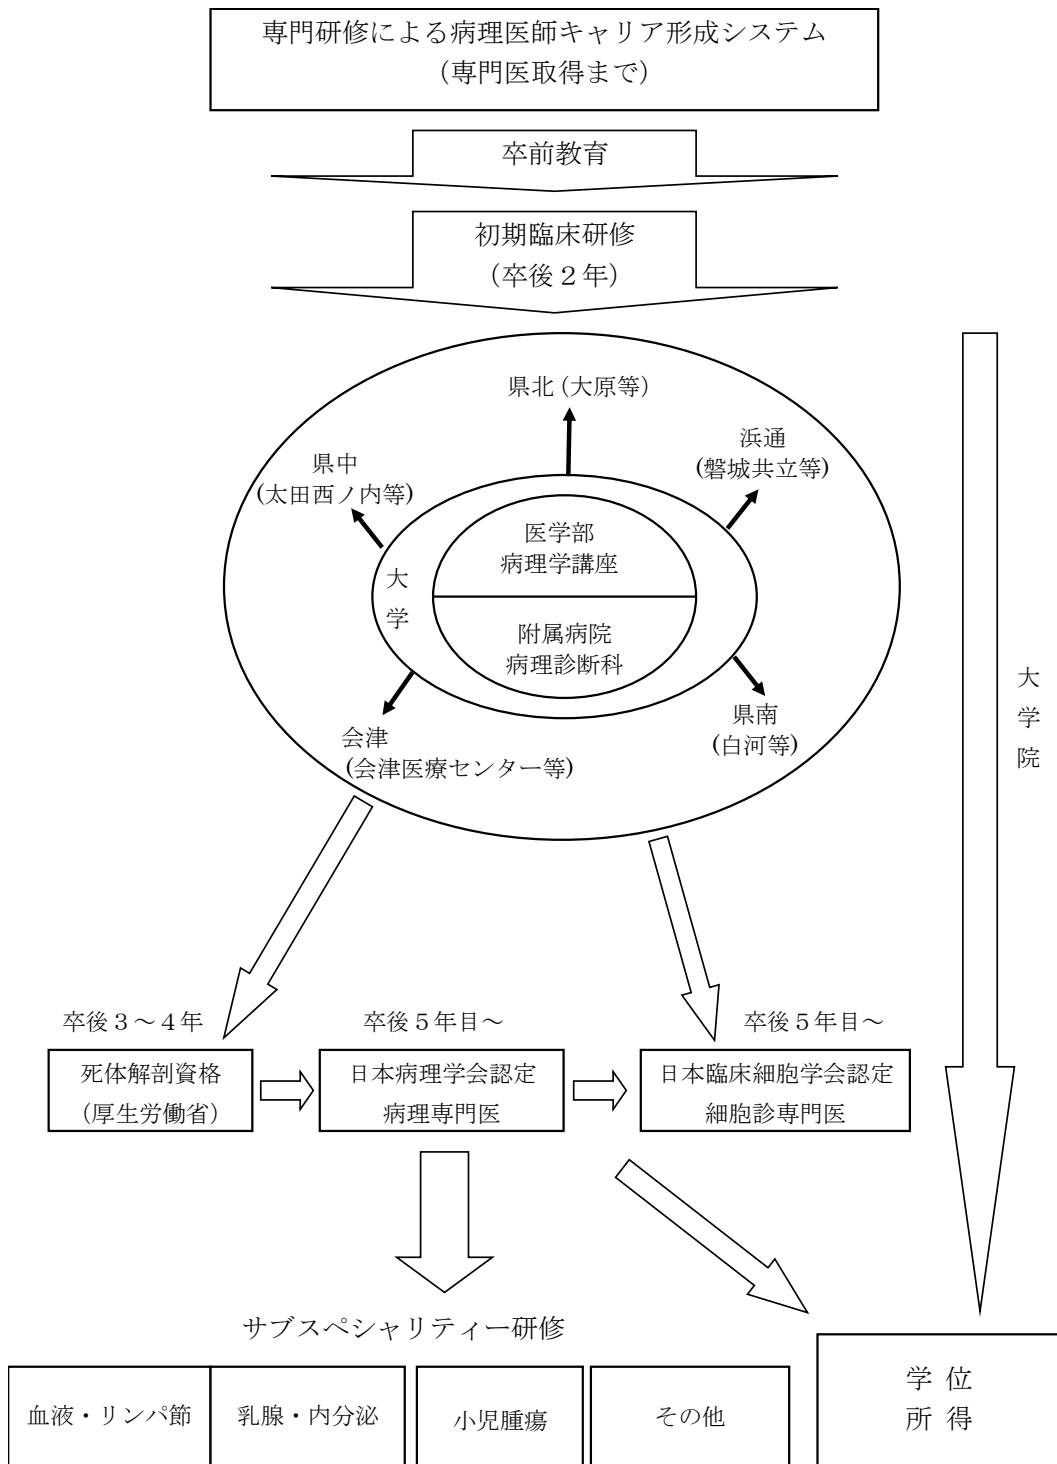 専門研修による病理医師キャリア形成システム
（専門医取得まで）
卒前教育
初期臨床研修
（卒後２年）
県北（大原等）
浜通
(磐城共立等)
県中
(太田西ノ内等)
医学部
病理学講座
大
学
附属病院
病理診断科
会津
(会津医療センター等)
県南
(白河等)
大
学
院
卒後３～４年
卒後５年目～
卒後５年目～
死体解剖資格
（厚生労働省）
日本病理学会認定
病理専門医
日本臨床細胞学会認定
細胞診専門医
サブスペシャリティー研修
血液・リンパ節
乳腺・内分泌
小児腫瘍
その他
学 位
所 得